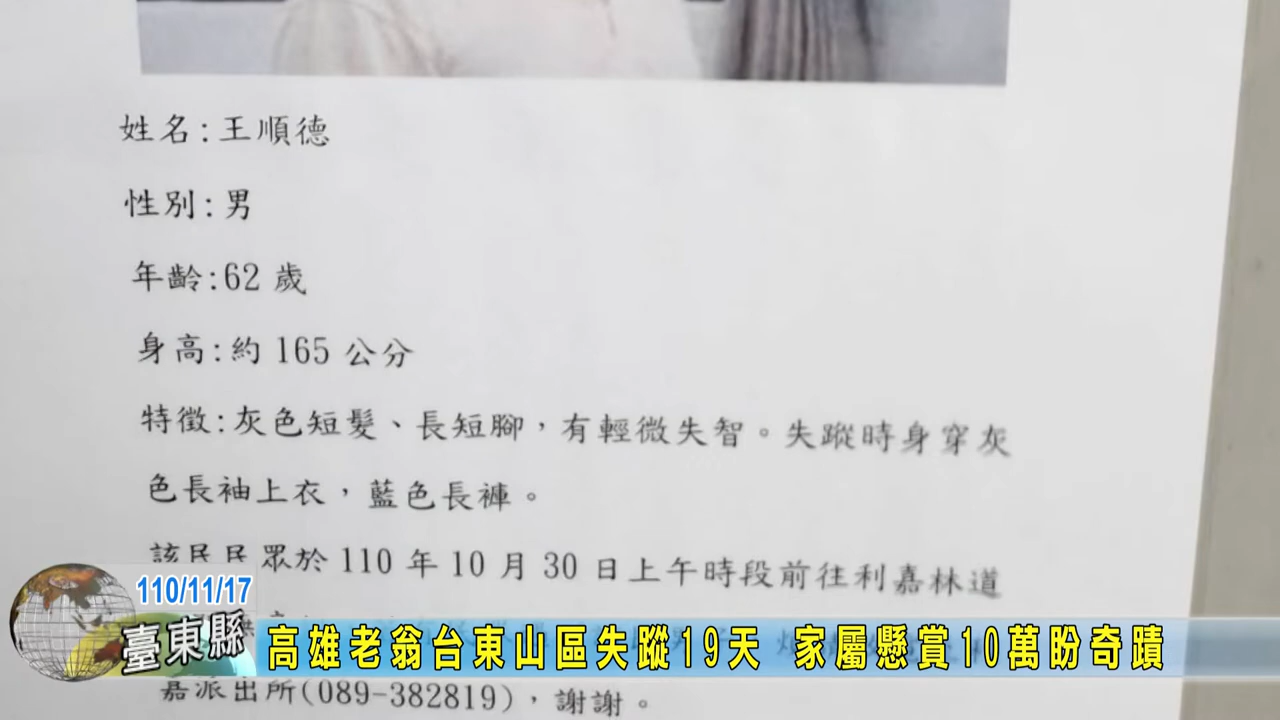 姓名:王順德
性別:男
年齡:62 歲
身高:約 165 公分
特徵:灰色短髮、長短腳,有輕微失智。失蹤時身穿灰
色長袖上衣,藍色長褲。
該民民眾於 110 年 10 月 30 日上午時段前往利嘉林道
110/11/17
臺東縣
高雄老翁台東山區失蹤19天 家屬懸賞10萬盼奇蹟
嘉派出所(089-382819),謝謝。